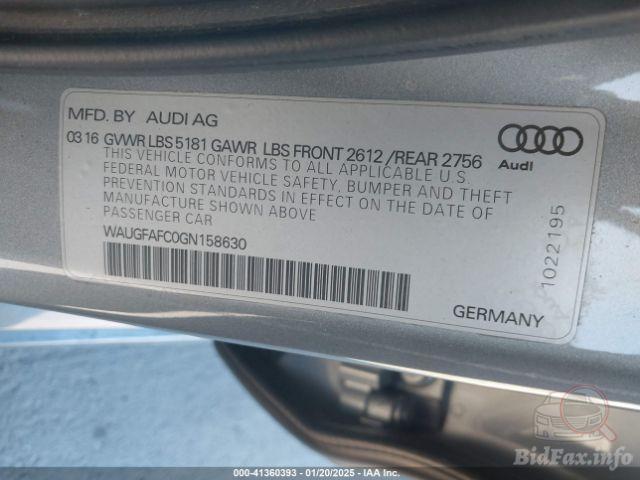 MFD. BY AUDI AG
03 16 GVWR LBS 5181 GAWR LBS FRONT 2612 /REAR 2756
THIS VEHICLE CONFORMS TO ALL APPLICABLE U.S.
FEDERAL MOTOR VEHICLE SAFETY, BUMPER AND THEFT
PREVENTION STANDARDS IN EFFECT ON THE DATE OF
MANUFACTURE SHOWN ABOVE
PASSENGER CAR
WAUGFAFC0GN158630
Audi
1022195
GERMANY
BidFax.info
000-41360393 - 01/20/2025 - IAA Inc.